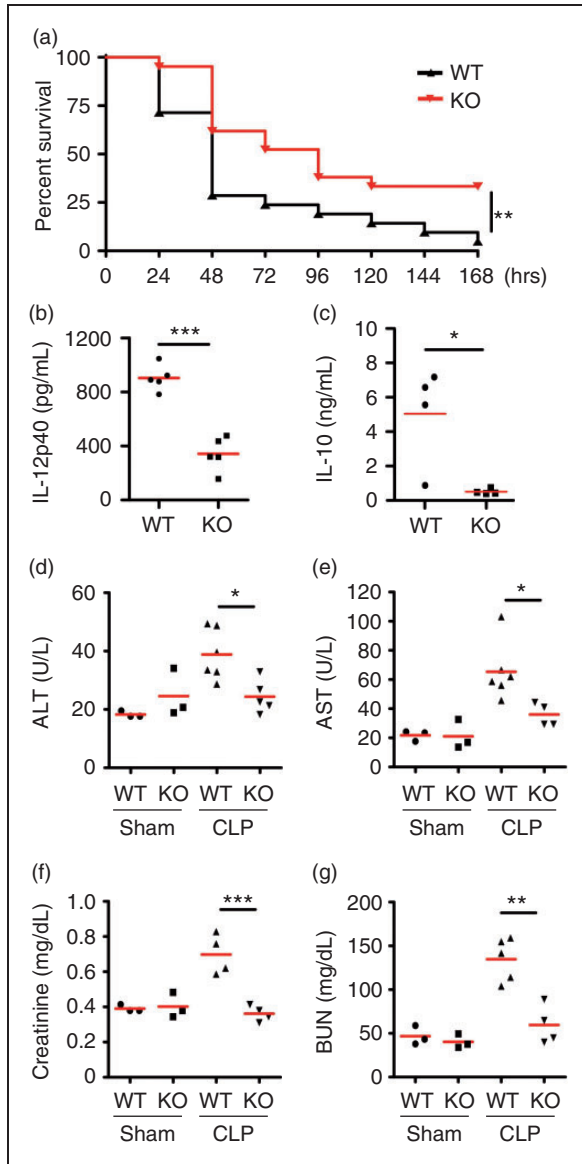 (a)
100
75
50
25
0
Percent survival
WT
KO
**
0 24 48 72 96 120 144 168 (hrs)
(b)
1200
800
400
0
IL-12p40 (pg/mL)
***
WT KO
(c)
10
8
6
4
2
0
IL-10 (ng/mL)
*
WT KO
(d)
60
40
20
0
ALT (U/L)
*
WT KO WT KO
Sham CLP
(e)
120
100
80
60
40
20
0
AST (U/L)
*
WT KO WT KO
Sham CLP
(f)
1.0
0.8
0.6
0.4
0.2
0
Creatinine (mg/dL)
***
WT KO WT KO
Sham CLP
(g)
200
150
100
50
0
BUN (mg/dL)
**
WT KO WT KO
Sham CLP